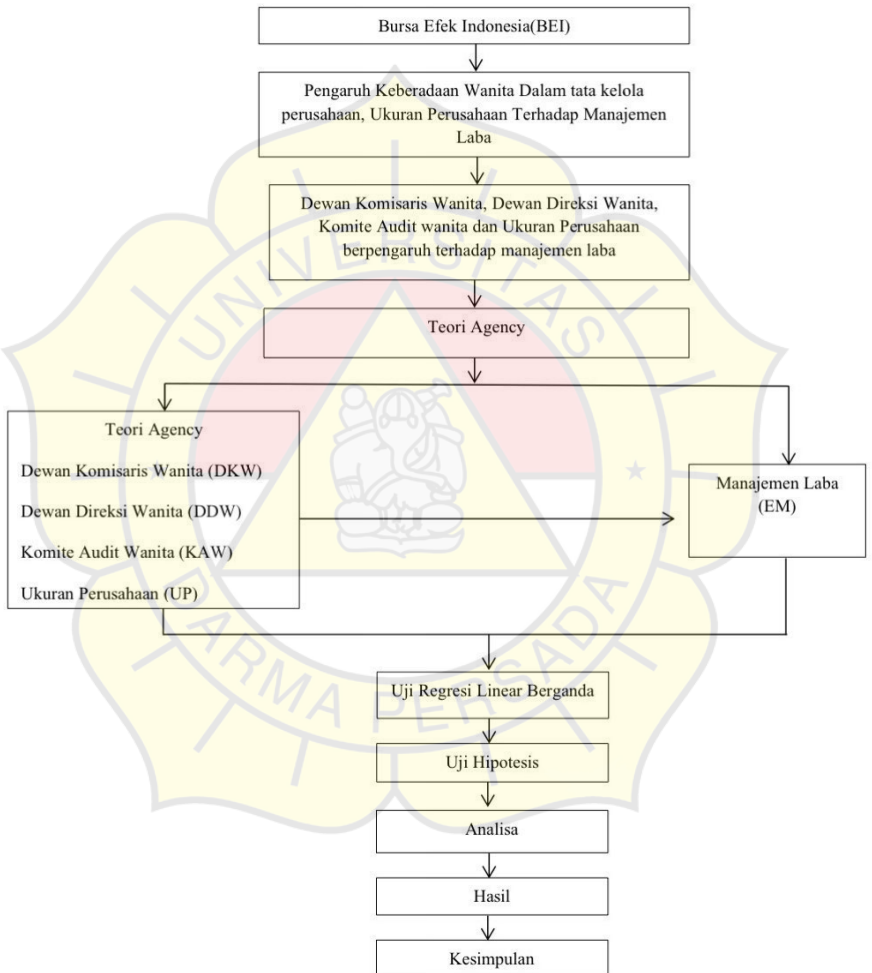 Bursa Efek Indonesia(BEI)
Pengaruh Keberadaan Wanita Dalam tata kelola
perusahaan, Ukuran Perusahaan Terhadap Manajemen
Laba
Dewan Komisaris Wanita, Dewan Direksi Wanita,
Komite Audit wanita dan Ukuran Perusahaan
berpengaruh terhadap manajemen laba
Teori Agency
Teori Agency
Dewan Komisaris Wanita (DKW)
Dewan Direksi Wanita (DDW)
Komite Audit Wanita (KAW)
Ukuran Perusahaan (UP)
Manajemen Laba
(EM)
Uji Regresi Linear Berganda
Uji Hipotesis
Analisa
Hasil
Kesimpulan
UNIVERSITAS
DARMA PERSADA